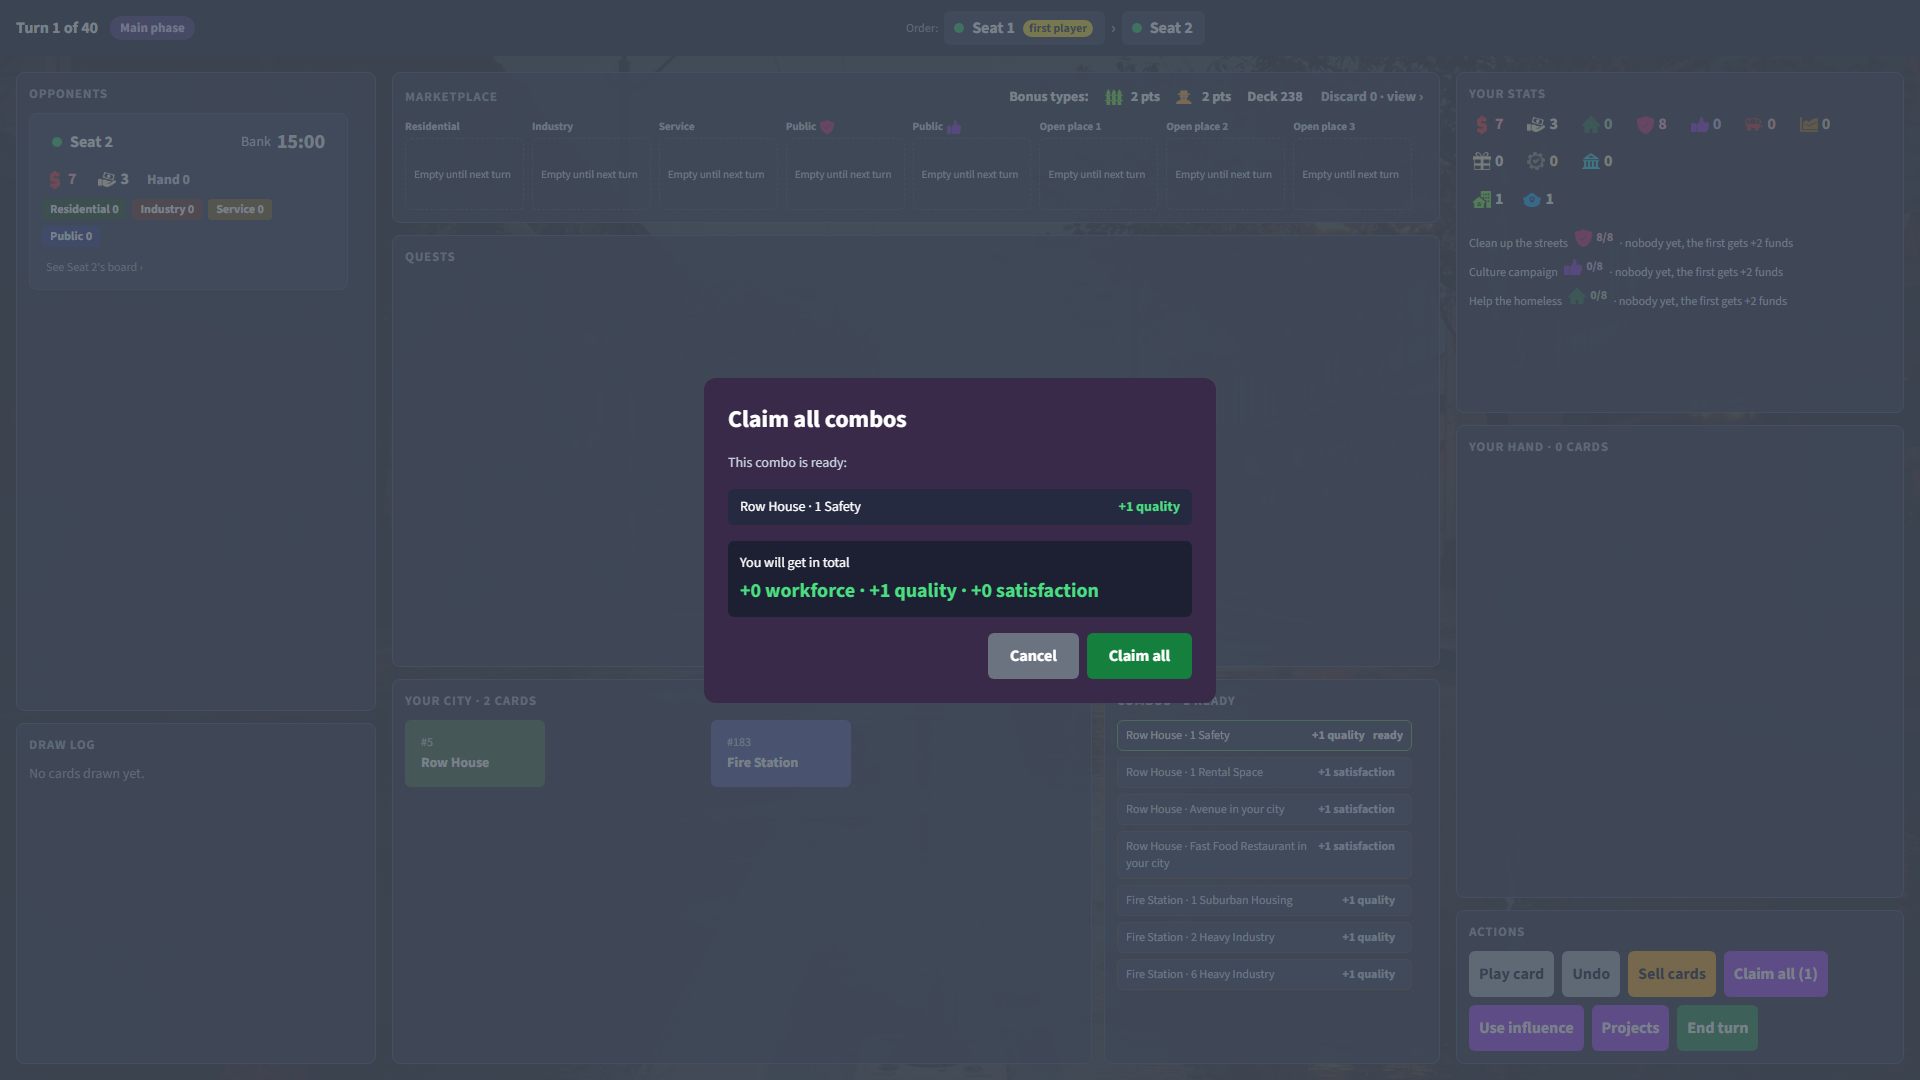 Turn 1 of 40 Main phase
Order: Seat 1 first player › Seat 2
OPPONENTS
Seat 2 Bank 15:00
7 3 Hand 0
Residential 0 Industry 0 Service 0
Public 0
See Seat 2's board ›
DRAW LOG
No cards drawn yet.
MARKETPLACE
Bonus types: 2 pts 2 pts Deck 238 Discard 0 · view ›
Residential Industry Service Public Public Open place 1 Open place 2 Open place 3
Empty until next turn Empty until next turn Empty until next turn Empty until next turn Empty until next turn Empty until next turn Empty until next turn Empty until next turn
QUESTS
Claim all combos
This combo is ready:
Row House · 1 Safety +1 quality
You will get in total
+0 workforce · +1 quality · +0 satisfaction
Cancel Claim all
YOUR CITY · 2 CARDS
#5
Row House
#183
Fire Station
Row House · 1 Safety +1 quality ready
Row House · 1 Rental Space +1 satisfaction
Row House · Avenue in your city +1 satisfaction
Row House · Fast Food Restaurant in +1 satisfaction
your city
Fire Station · 1 Suburban Housing +1 quality
Fire Station · 2 Heavy Industry +1 quality
Fire Station · 6 Heavy Industry +1 quality
YOUR STATS
7 3 0 8 0 0 0
0 0 0
1 1
Clean up the streets 8/8 · nobody yet, the first gets +2 funds
Culture campaign 0/8 · nobody yet, the first gets +2 funds
Help the homeless 0/8 · nobody yet, the first gets +2 funds
YOUR HAND · 0 CARDS
ACTIONS
Play card Undo Sell cards Claim all (1)
Use influence Projects End turn